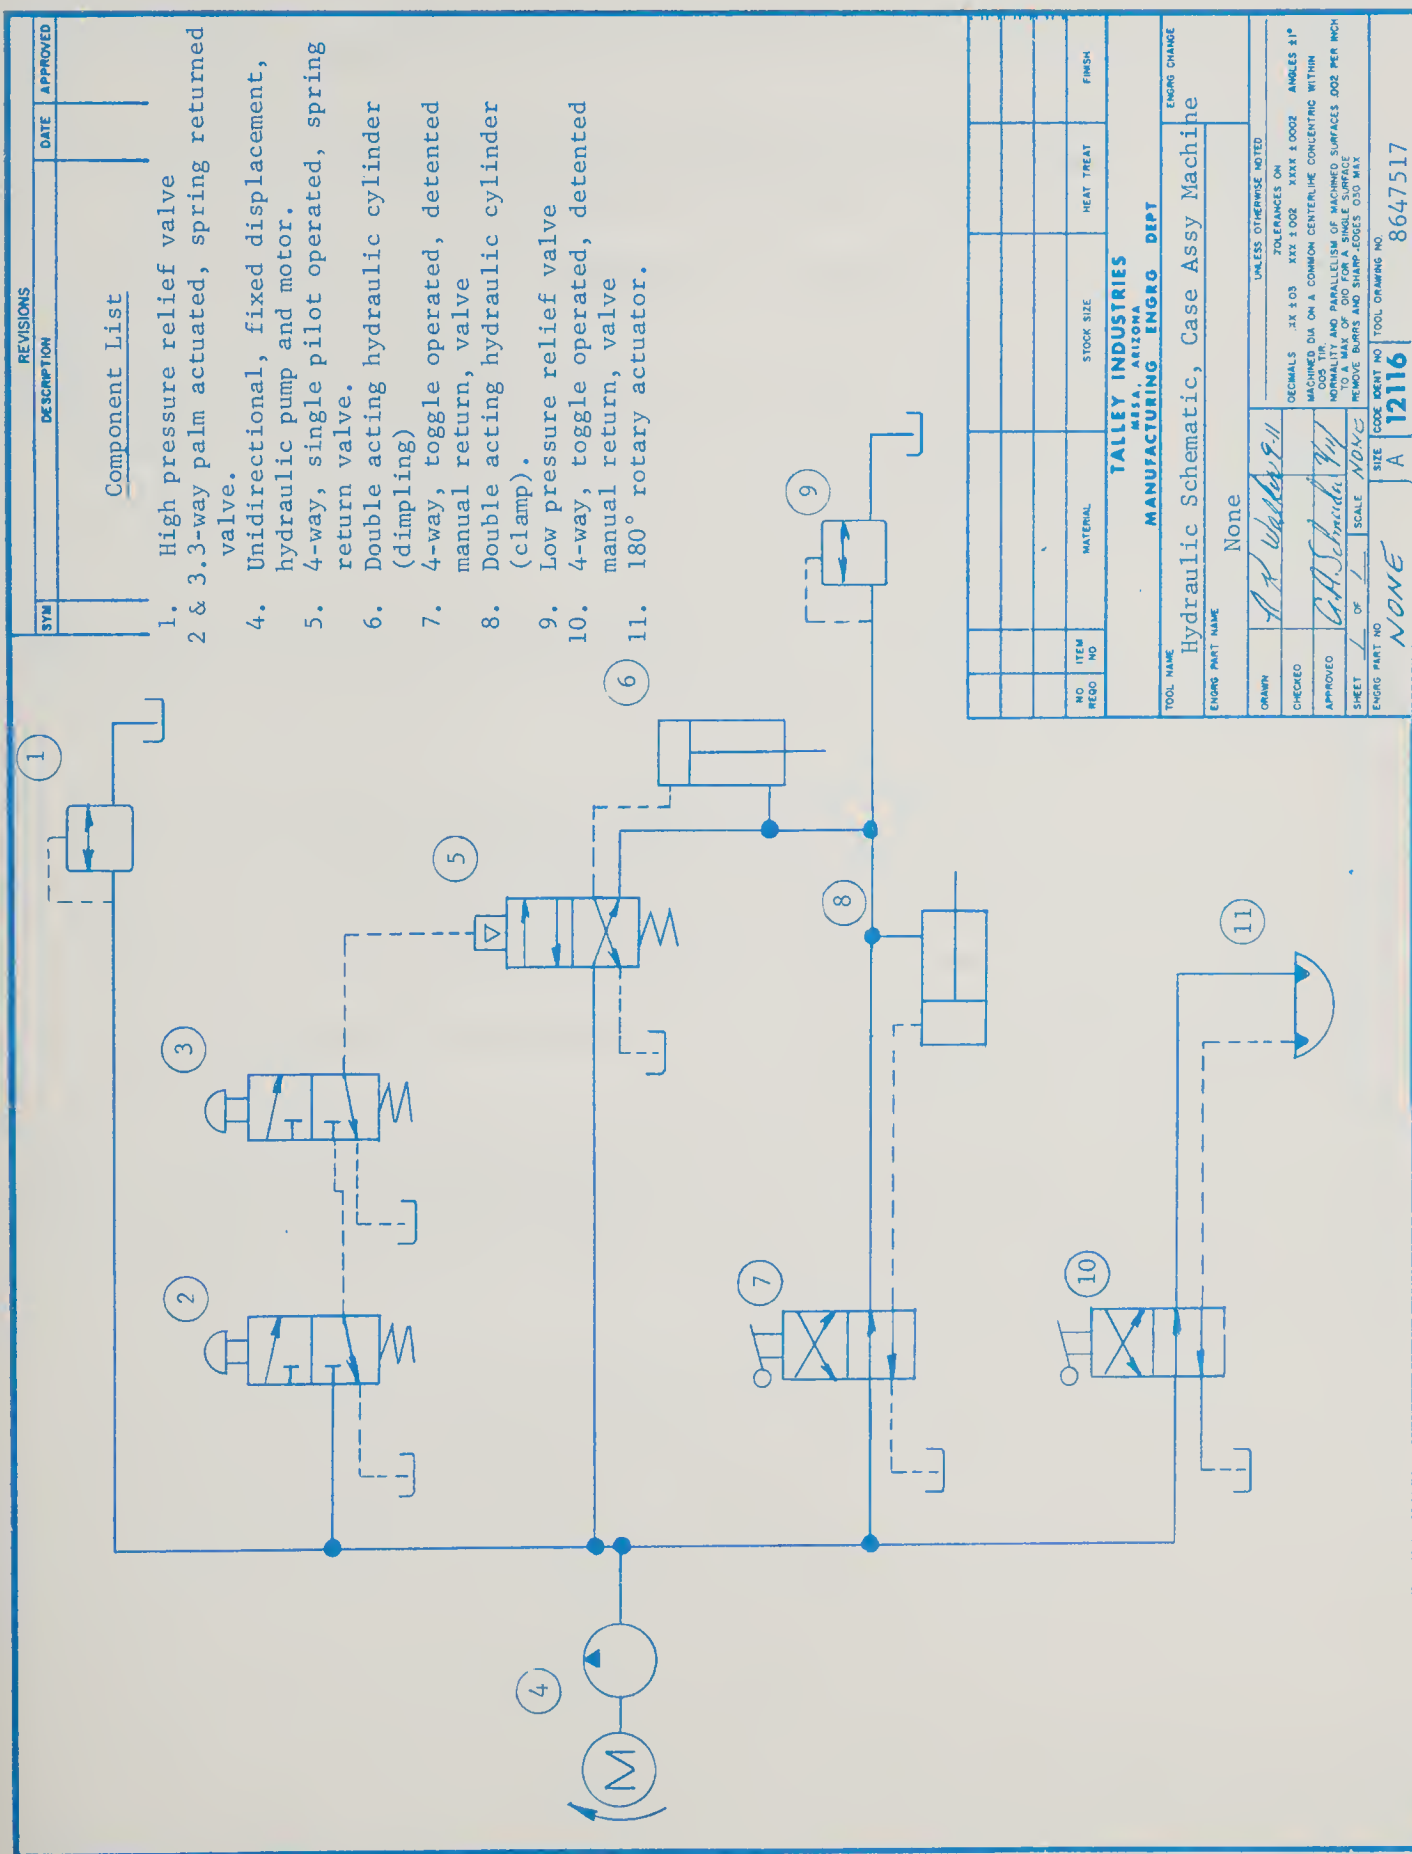 REVISIONS
SYM DESCRIPTION DATE APPROVED
Component List
1. High pressure relief valve
2 & 3. 3-way palm actuated, spring returned
valve.
4. Unidirectional, fixed displacement,
hydraulic pump and motor.
5. 4-way, single pilot operated, spring
return valve.
6. Double acting hydraulic cylinder
(dimpling)
7. 4-way, toggle operated, detented
manual return, valve
8. Double acting hydraulic cylinder
(clamp).
9. Low pressure relief valve
10. 4-way, toggle operated, detented
manual return, valve
11. 180° rotary actuator.
1
2
3
4
M
5
6
7
8
9
10
11
NO REQD ITEM NO MATERIAL STOCK SIZE HEAT TREAT FINISH
TALLEY INDUSTRIES
MESA, ARIZONA
MANUFACTURING ENGRG DEPT
TOOL NAME
Hydraulic Schematic, Case Assy Machine
ENGRG CHANGE
ENGRG PART NAME
None
DRAWN
CHECKED
APPROVED
UNLESS OTHERWISE NOTED
TOLERANCES ON
DECIMALS .XX ±03 XXX ±002 XXXX ±0002 ANGLES ±1°
MACHINED DIA ON A COMMON CENTERLINE CONCENTRIC WITHIN
005 TIR.
NORMALITY AND PARALLELISM OF MACHINED SURFACES .002 PER INCH
TO A MAX OF 010 FOR A SINGLE SURFACE
REMOVE BURRS AND SHARP EDGES 030 MAX
SHEET 1 OF 1 SCALE NONE
ENGRG PART NO
NONE
SIZE
A
CODE IDENT NO
12116
TOOL DRAWING NO.
8647517